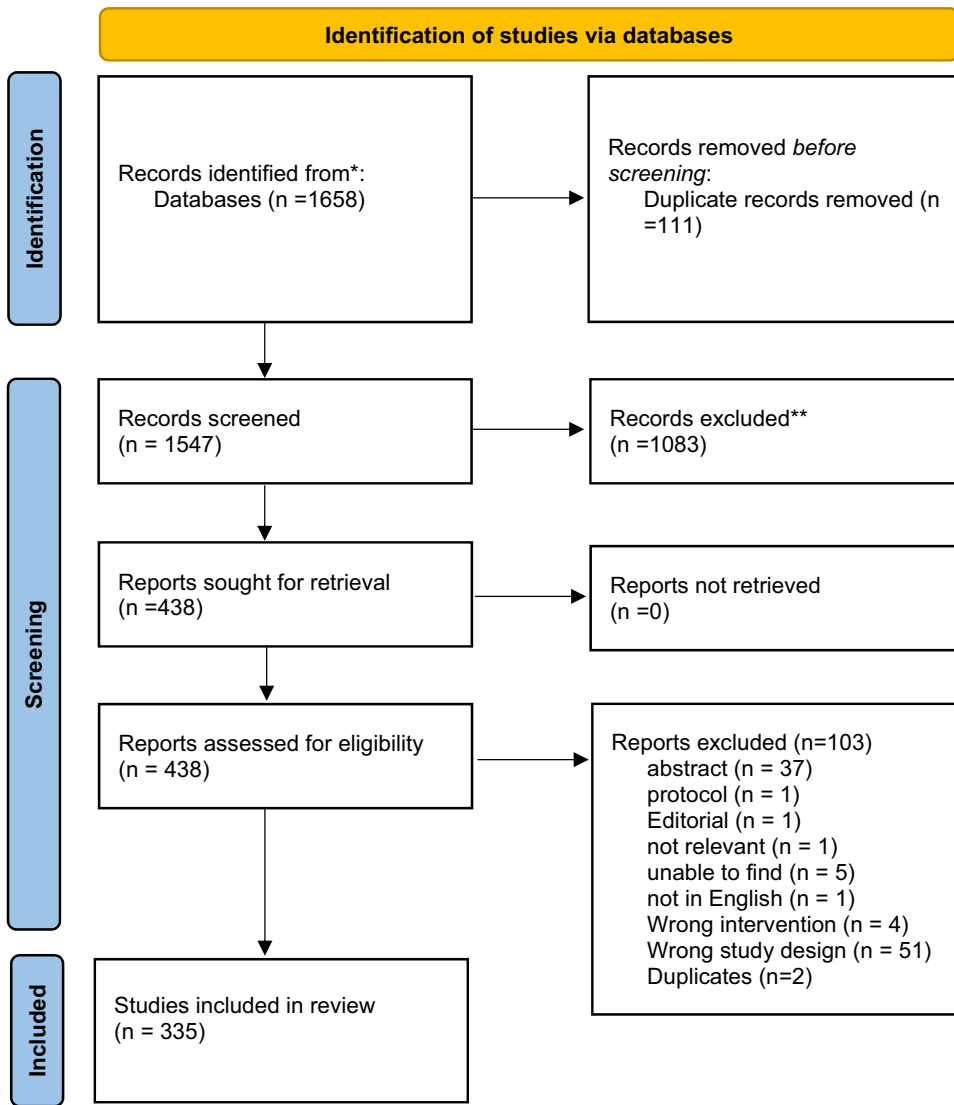 Identification of studies via databases
Identification
Records identified from*:
Databases (n =1658)
Records removed before
screening:
Duplicate records removed (n
=111)
Screening
Records screened
(n = 1547)
Records excluded**
(n =1083)
Reports sought for retrieval
(n =438)
Reports not retrieved
(n =0)
Reports assessed for eligibility
(n = 438)
Reports excluded (n=103)
abstract (n = 37)
protocol (n = 1)
Editorial (n = 1)
not relevant (n = 1)
unable to find (n = 5)
not in English (n = 1)
Wrong intervention (n = 4)
Wrong study design (n = 51)
Duplicates (n=2)
Included
Studies included in review
(n = 335)